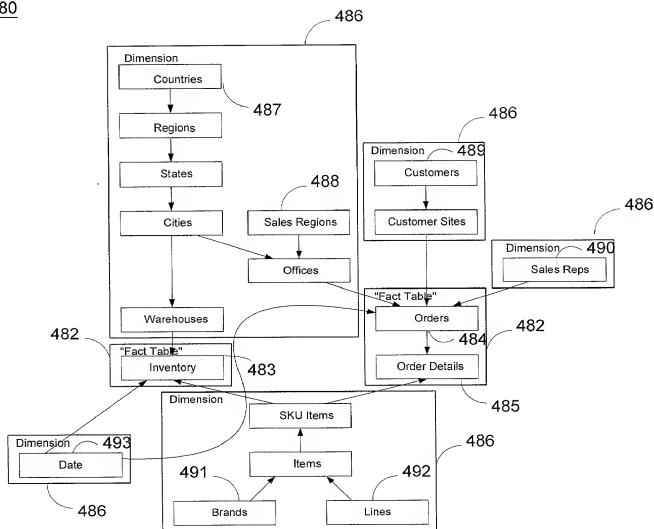 80
486
Dimension
Countries
487
Regions
486
Dimension
489
States
Customers
488
486
Cities
Sales Regions
Customer Sites
Dimension
490
Offices
Sales Reps
"Fact Table"
Warehouses
Orders
482
"Fact Table"
484
482
483
Inventory
Order Details
485
Dimension
SKU Items
Dimension
493
486
Date
Items
491
492
486
Brands
Lines